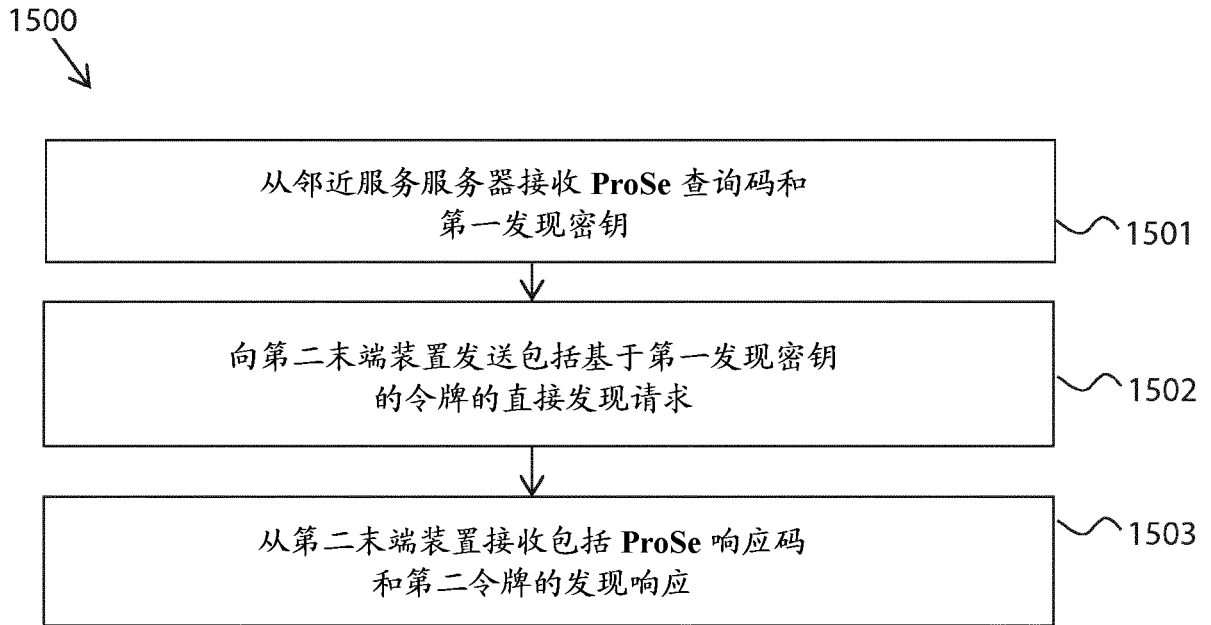 1500
从邻近服务服务器接收 ProSe 查询码和
第一发现密钥
1501
向第二末端装置发送包括基于第一发现密钥
的令牌的直接发现请求
1502
从第二末端装置接收包括 ProSe 响应码
和第二令牌的发现响应
1503